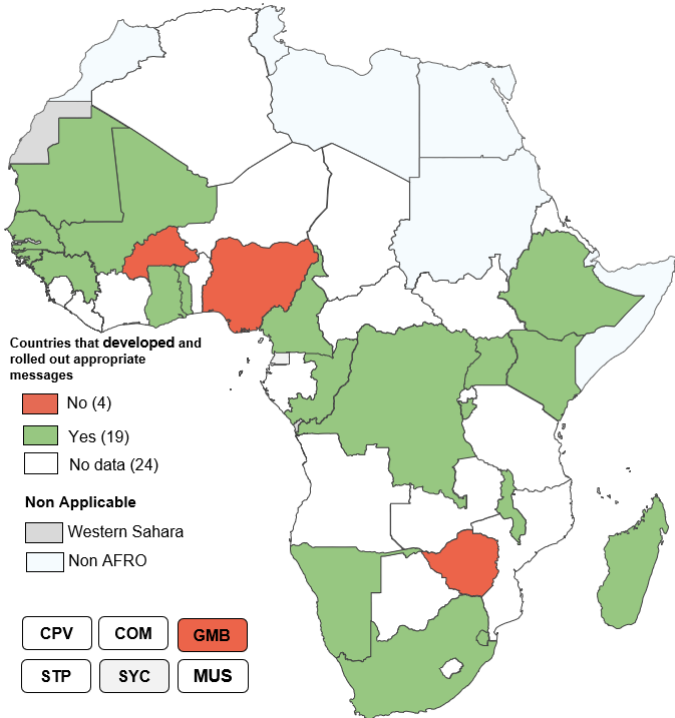 Countries that developed and
rolled out appropriate
messages
No (4)
Yes (19)
No data (24)
Non Applicable
Western Sahara
Non AFRO
CPV COM GMB
STP SYC MUS